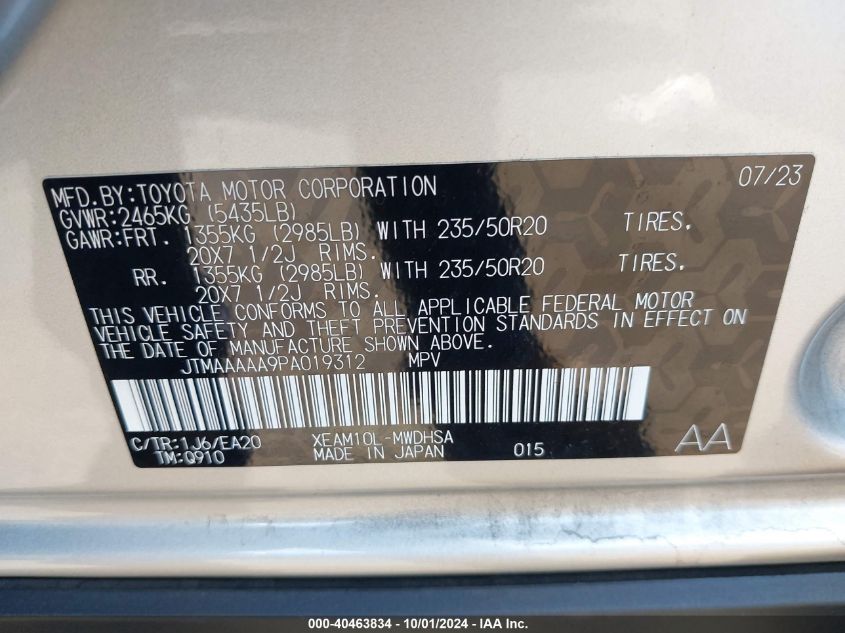 MFD.BY:TOYOTA MOTOR CORPORATION 07/23
GVWR:2465KG (5435LB)
GAWR:FRT. 1355KG (2985LB) WITH 235/50R20 TIRES.
20X7 1/2J RIMS.
RR. 1355KG (2985LB) WITH 235/50R20 TIRES.
20X7 1/2J RIMS.
THIS VEHICLE CONFORMS TO ALL APPLICABLE FEDERAL MOTOR
VEHICLE SAFETY AND THEFT PREVENTION STANDARDS IN EFFECT ON
THE DATE OF MANUFACTURE SHOWN ABOVE.
JTMAAAAA9PA019312 MPV
C/TR:1J6/EA20 XEAM10L-MWDHSA AA
TM:Q910 MADE IN JAPAN 015
000-40463834 - 10/01/2024 - IAA Inc.